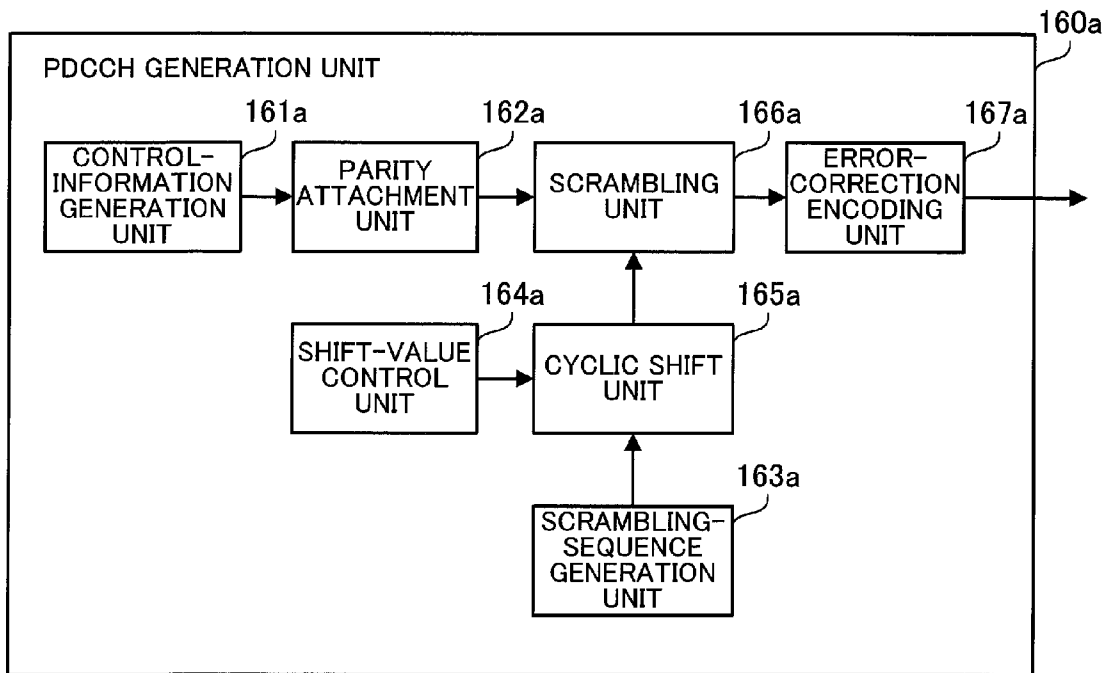 160a
PDCCH GENERATION UNIT
161a
CONTROL-
INFORMATION
GENERATION
UNIT
162a
PARITY
ATTACHMENT
UNIT
166a
SCRAMBLING
UNIT
167a
ERROR-
CORRECTION
ENCODING
UNIT
164a
SHIFT-VALUE
CONTROL
UNIT
165a
CYCLIC SHIFT
UNIT
163a
SCRAMBLING-
SEQUENCE
GENERATION
UNIT